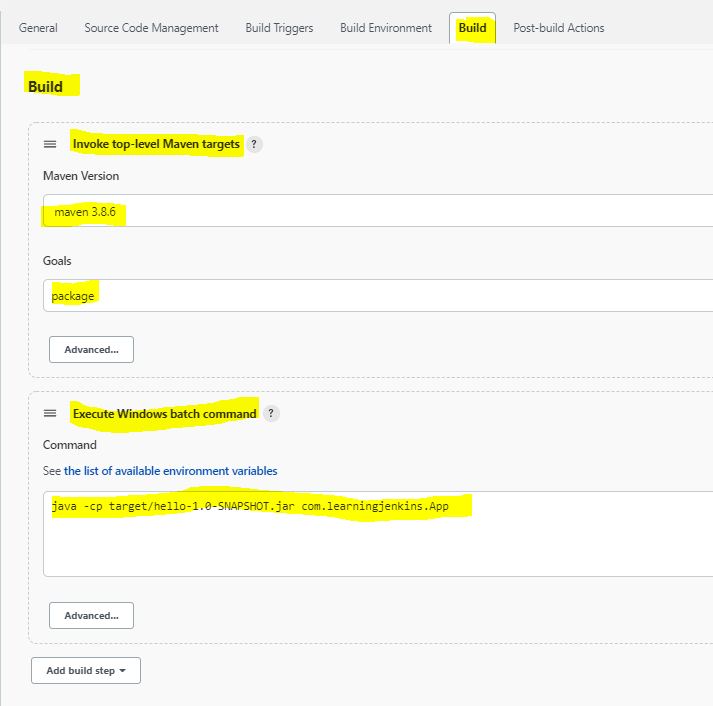 General Source Code Management Build Triggers Build Environment Build Post-build Actions
Build
Invoke top-level Maven targets ?
Maven Version
maven 3.8.6
Goals
package
Advanced...
Execute Windows batch command ?
Command
See the list of available environment variables
java -cp target/hello-1.0-SNAPSHOT.jar com.learningjenkins.App
Advanced...
Add build step